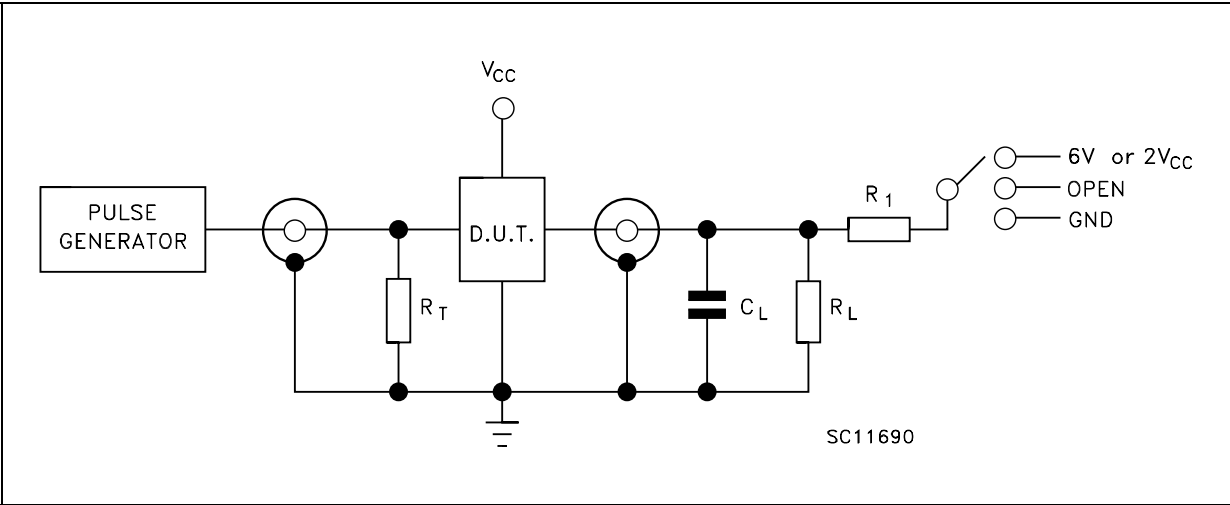 VCC
PULSE
GENERATOR
D.U.T.
RT
CL
RL
R1
6V or 2VCC
OPEN
GND
SC11690